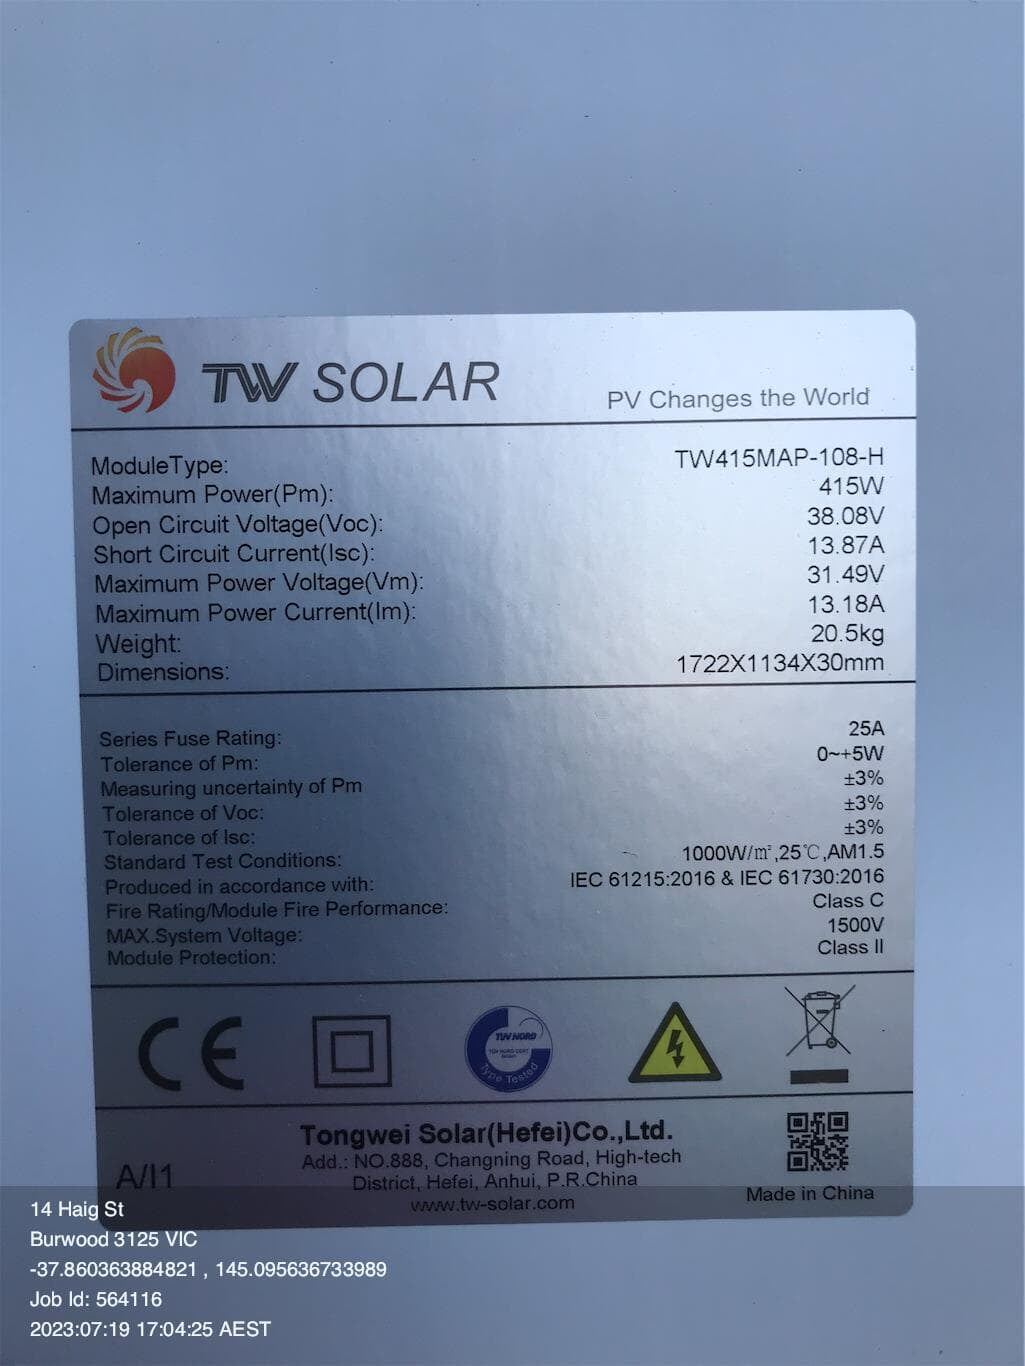 TW SOLAR
PV Changes the World
ModuleType: TW415MAP-108-H
Maximum Power(Pm): 415W
Open Circuit Voltage(Voc): 38.08V
Short Circuit Current(Isc): 13.87A
Maximum Power Voltage(Vm): 31.49V
Maximum Power Current(Im): 13.18A
Weight: 20.5kg
Dimensions: 1722X1134X30mm
Series Fuse Rating: 25A
Tolerance of Pm: 0~+5W
Measuring uncertainty of Pm ±3%
Tolerance of Voc: ±3%
Tolerance of Isc: ±3%
Standard Test Conditions: 1000W/m²,25℃,AM1.5
Produced in accordance with: IEC 61215:2016 & IEC 61730:2016
Fire Rating/Module Fire Performance: Class C
MAX.System Voltage: 1500V
Module Protection: Class II
CE
TUV NORD
Type Tested
Tongwei Solar(Hefei)Co.,Ltd.
Add.: NO.888, Changning Road, High-tech
District, Hefei, Anhui, P.R.China
www.tw-solar.com
A/I1
Made in China
14 Haig St
Burwood 3125 VIC
-37.860363884821 , 145.095636733989
Job Id: 564116
2023:07:19 17:04:25 AEST